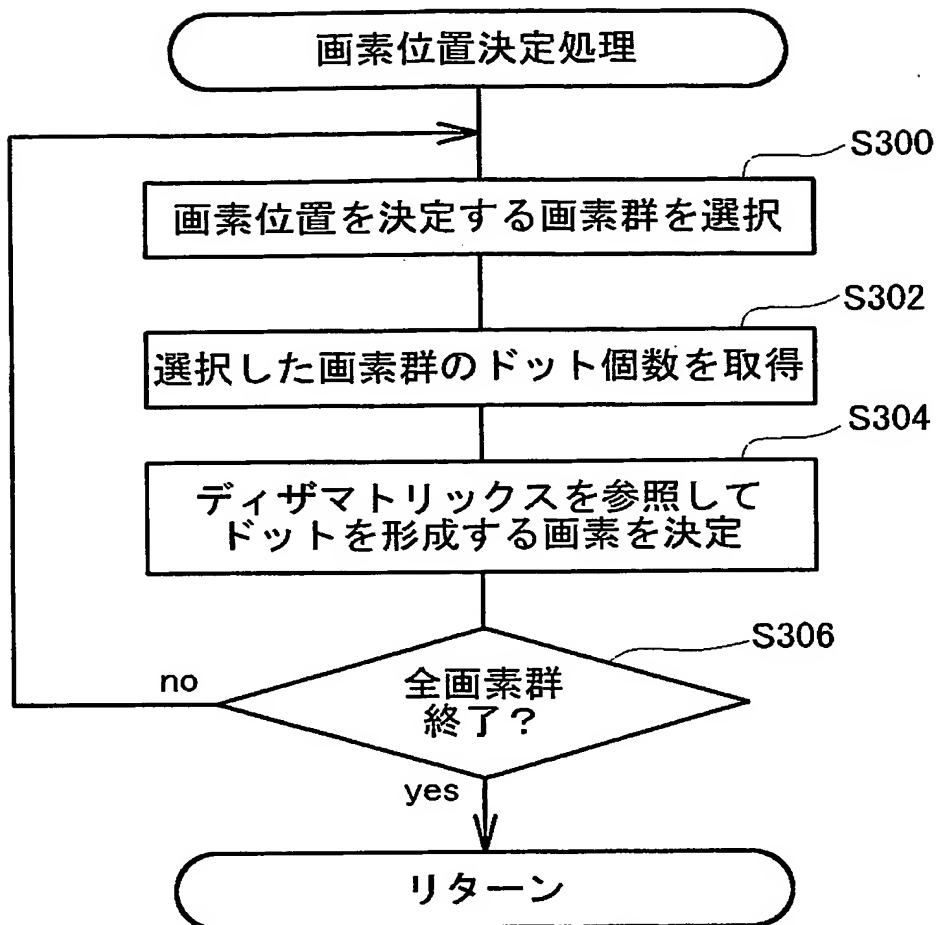 画素位置決定処理
S300
画素位置を決定する画素群を選択
S302
選択した画素群のドット個数を取得
S304
ディザマトリックスを参照して
ドットを形成する画素を決定
S306
no
全画素群
終了？
yes
リターン